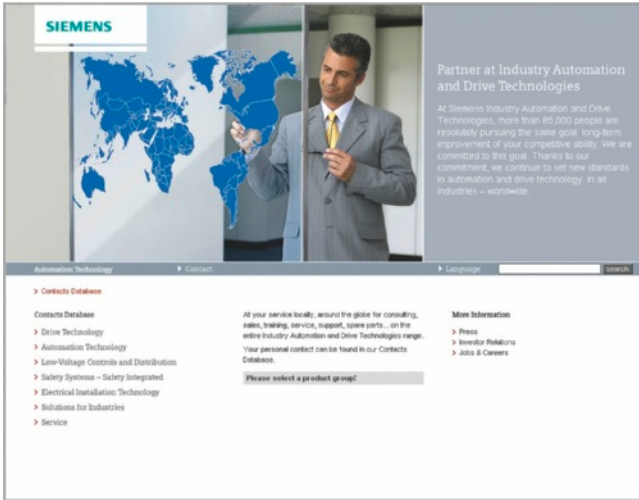 SIEMENS
Partner at Industry Automation
and Drive Technologies
At Siemens Industry Automation and Drive
Technologies, more than 85,000 people are
resolutely pursuing the same goal: long-term
improvement of your competitive ability. We are
committed to this goal. Thanks to our
commitment, we continue to set new standards
in automation and drive technology. In all
industries – worldwide.
Automation Technology
Contact
Language
search
Contacts Database
Contacts Database
Drive Technology
Automation Technology
Low-Voltage Controls and Distribution
Safety Systems – Safety Integrated
Electrical Installation Technology
Solutions for Industries
Service
At your service locally, around the globe for consulting,
sales, training, service, support, spare parts... on the
entire Industry Automation and Drive Technologies range.
Your personal contact can be found in our Contacts
Database.
Please select a product group!
More Information
Press
Investor Relations
Jobs & Careers